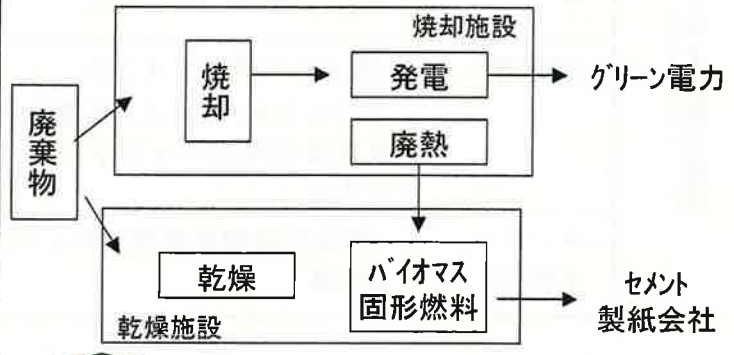 焼却施設
焼却
発電
グリーン電力
廃棄物
廃熱
乾燥
バイオマス
固形燃料
セメント
製紙会社
乾燥施設